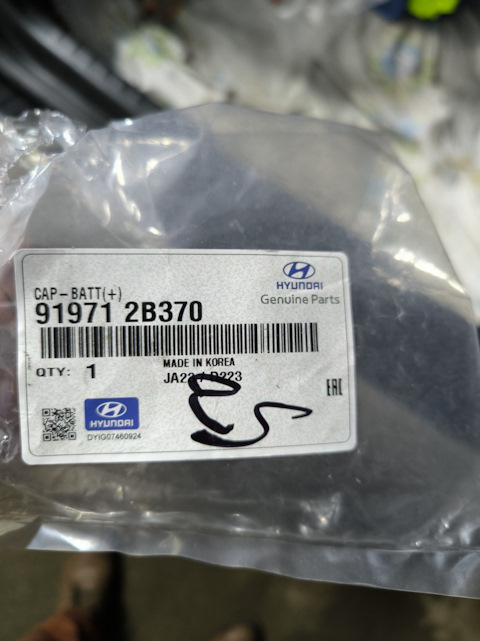 HYUNDAI
Genuine Parts
CAP-BATT(+)
91971 2B370
MADE IN KOREA
QTY: 1
EAC
HYUNDAI
DYIG07460924